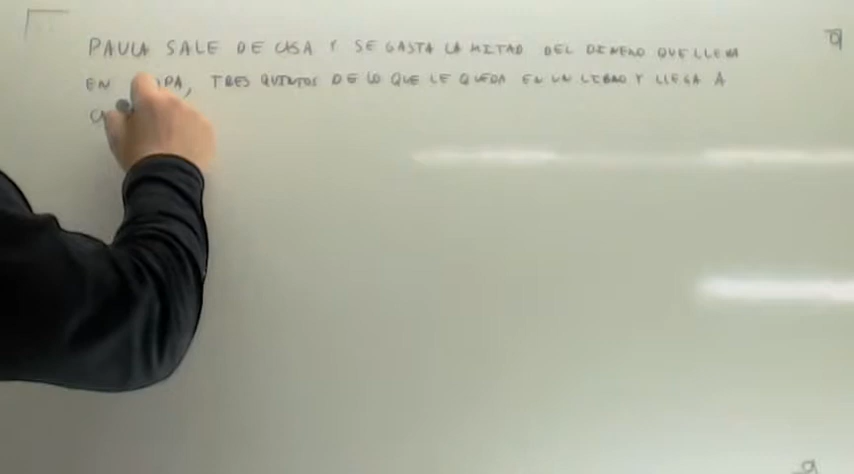 PAULA SALE DE CASA Y SE GASTA LA MITAD DEL DINERO QUE LLEVA
EN TRES QUINTOS DE LO QUE LE QUEDA EN UN LIBRO Y LLEGA A